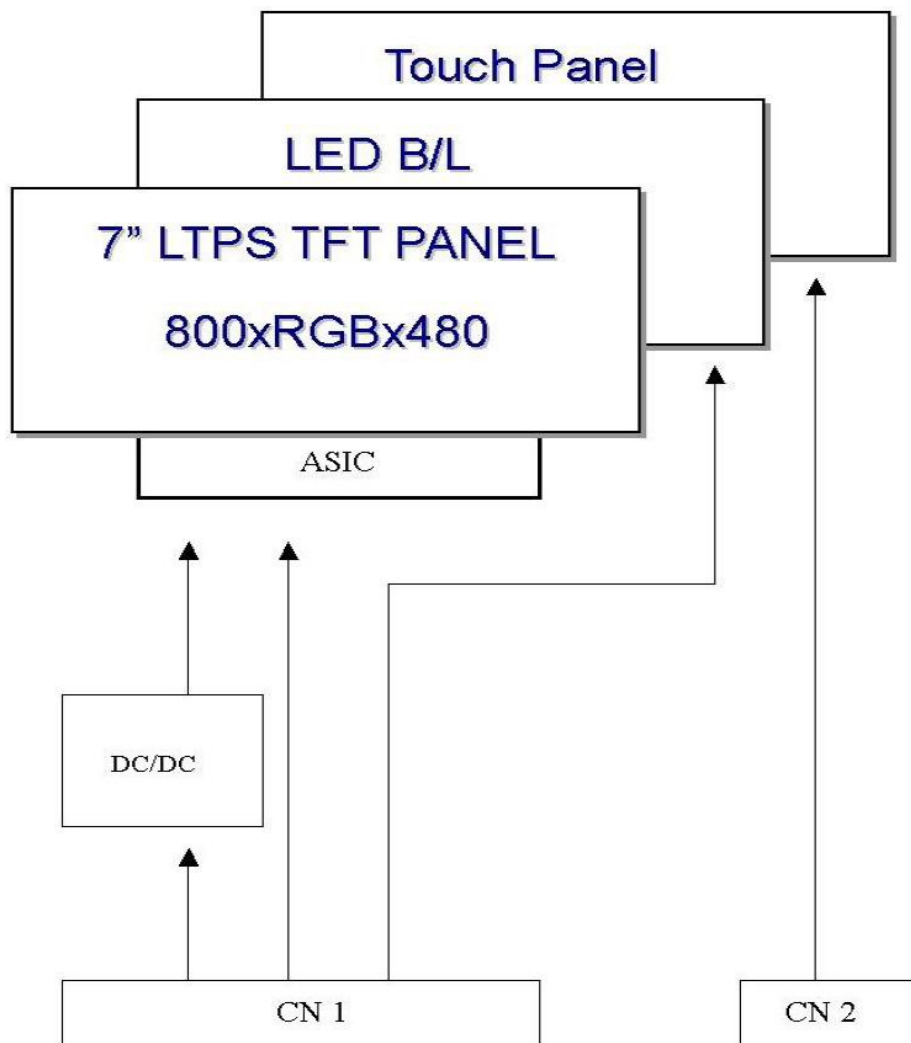 Touch Panel
LED B/L
7” LTPS TFT PANEL
800xRGBx480
ASIC
DC/DC
CN 1
CN 2